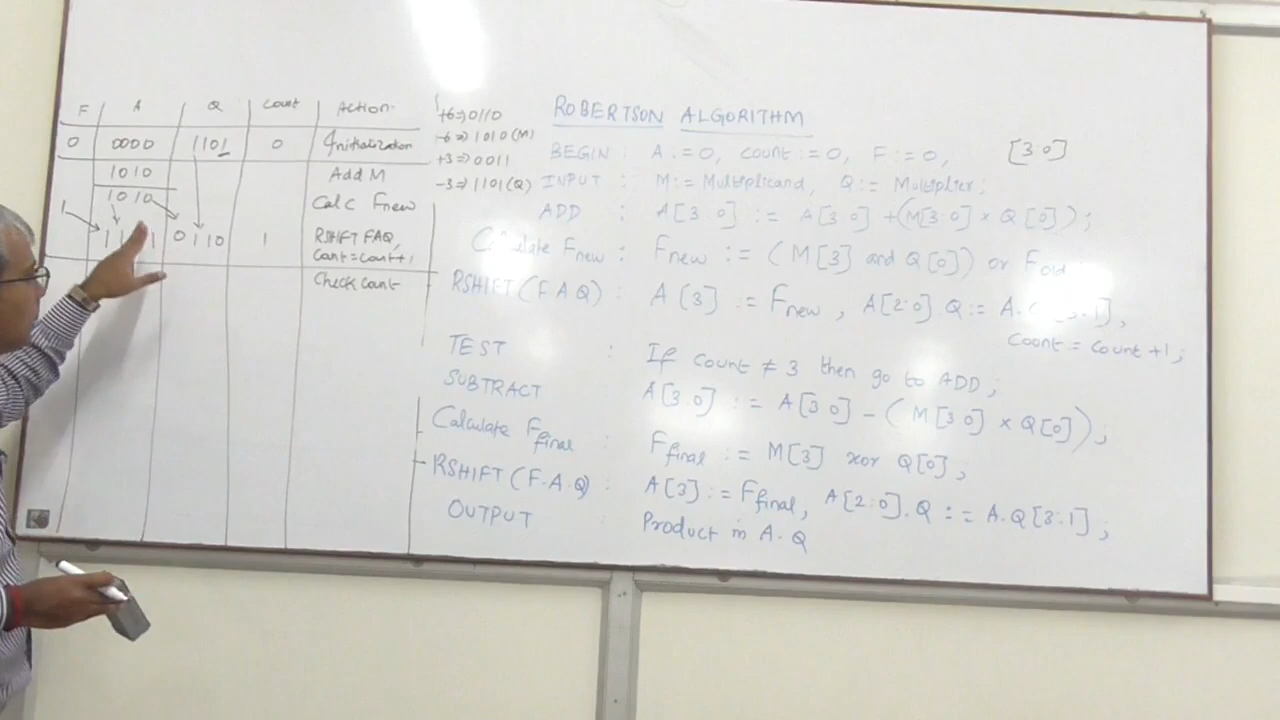 F A Q Count Action
0 0000 1101 0 Initialization
1010 Add M
1010 Calc Fnew
1
1 1 1 0110 1 RSHIFT FAQ,
Count=Count+1
Check Count
+6=>0110
-6=>1010(M)
+3=>0011
-3=>1101(Q)
ROBERTSON ALGORITHM
BEGIN: A:=0, count:=0, F:=0, [3:0]
INPUT: M:=Multiplicand, Q:=Multiplier;
ADD : A[3:0] := A[3:0] +(M[3:0] x Q[0]);
Calculate Fnew : Fnew := (M[3] and Q[0]) or Fold
RSHIFT(F.A.Q) : A[3] := Fnew, A[2:0].Q := A. 1],
Count = Count +1;
TEST : If count ≠ 3 then go to ADD;
SUBTRACT A[3:0] := A[3:0] - (M[3:0] x Q[0]);
Calculate Ffinal : Ffinal := M[3] xor Q[0],
RSHIFT(F.A.Q) : A[3] := Ffinal, A[2:0].Q := A.Q[3:1];
OUTPUT : Product in A.Q